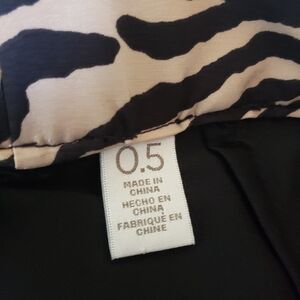 0.5
MADE IN
CHINA
HECHO EN
CHINA
FABRIQUÉ EN
CHINE